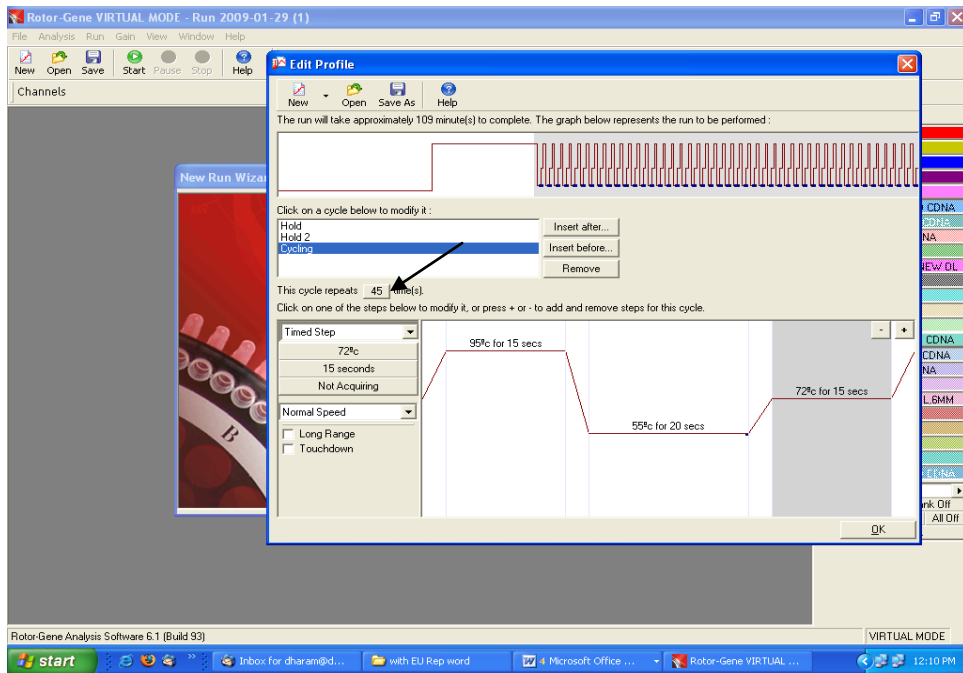 Rotor-Gene VIRTUAL MODE - Run 2009-01-29 (1)
File Analysis Run Gain View Window Help
New Open Save Start Pause Stop Help
Channels
New Run Wizar
Edit Profile
New Open Save As Help
The run will take approximately 109 minute(s) to complete. The graph below represents the run to be performed :
Click on a cycle below to modify it :
Hold
Hold 2
Cycling
Insert after...
Insert before...
Remove
This cycle repeats 45 time(s).
Click on one of the steps below to modify it, or press + or - to add and remove steps for this cycle.
Timed Step
72ºc
15 seconds
Not Acquiring
Normal Speed
Long Range
Touchdown
- +
95ºc for 15 secs
55ºc for 20 secs
72ºc for 15 secs
OK
CDNA
CDNA
NA
NEW OL
CDNA
CDNA
NA
L.6MM
CDNA
nk Off
All Off
B
Rotor-Gene Analysis Software 6.1 (Build 93)
VIRTUAL MODE
start
Inbox for dharam@d...
with EU Rep word
4 Microsoft Office ...
Rotor-Gene VIRTUAL ...
12:10 PM